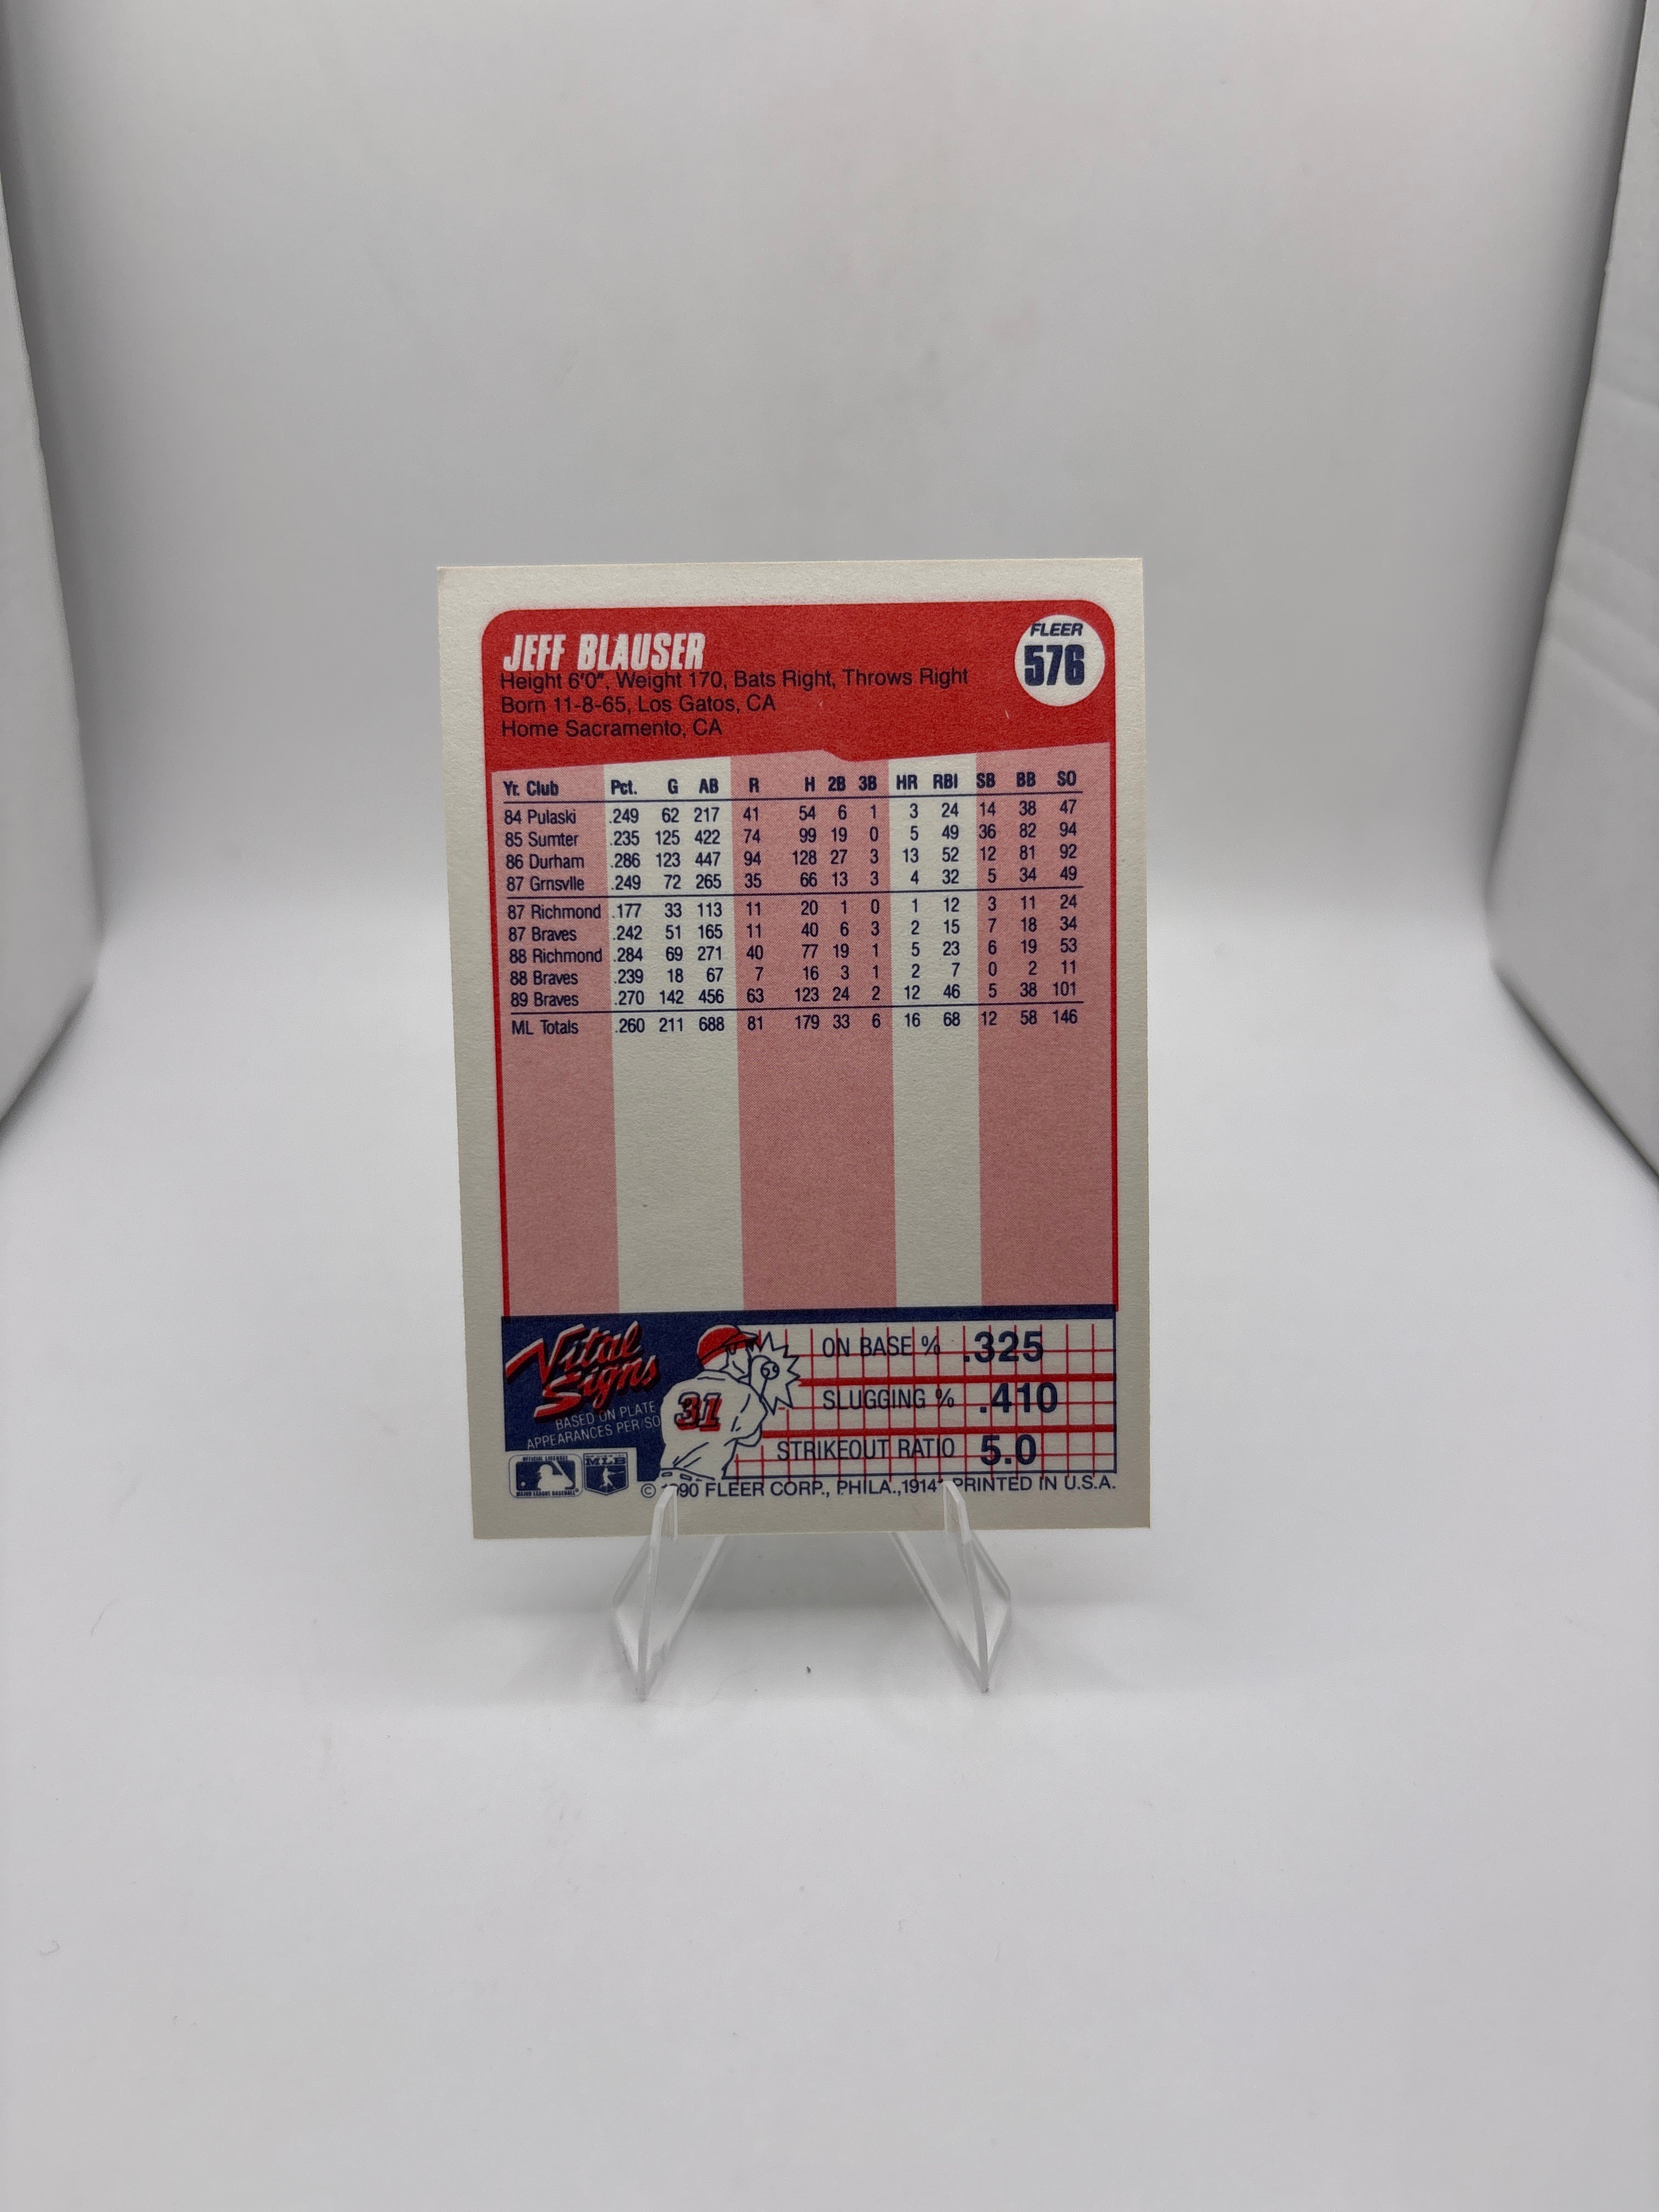 JEFF BLAUSER
FLEER
576
Height 6'0", Weight 170, Bats Right, Throws Right
Born 11-8-65, Los Gatos, CA
Home Sacramento, CA
Yr. Club Pct. G AB R H 2B 3B HR RBI SB BB SO
84 Pulaski .249 62 217 41 54 6 1 3 24 14 38 47
85 Sumter .235 125 422 74 99 19 0 5 49 36 82 94
86 Durham .286 123 447 94 128 27 3 13 52 12 81 92
87 Grnsvlle .249 72 265 35 66 13 3 4 32 5 34 49
87 Richmond .177 33 113 11 20 1 0 1 12 3 11 24
87 Braves .242 51 165 11 40 6 3 2 15 7 18 34
88 Richmond .284 69 271 40 77 19 1 5 23 6 19 53
88 Braves .239 18 67 7 16 3 1 2 7 0 2 11
89 Braves .270 142 456 63 123 24 2 12 46 5 38 101
ML Totals .260 211 688 81 179 33 6 16 68 12 58 146
Vital
Signs
BASED ON PLATE
APPEARANCES PER/SO
31
ON BASE % .325
SLUGGING % .410
STRIKEOUT RATIO 5.0
MLB
MAJOR LEAGUE BASEBALL
© 90 FLEER CORP., PHILA., PRINTED IN U.S.A.